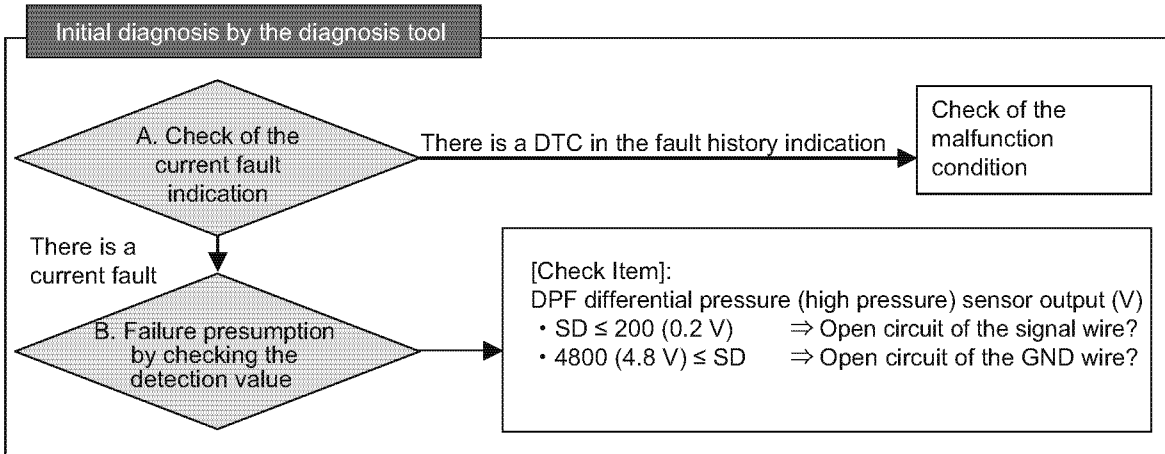 Initial diagnosis by the diagnosis tool
A. Check of the
current fault
indication
There is a DTC in the fault history indication
Check of the
malfunction
condition
There is a
current fault
B. Failure presumption
by checking the
detection value
[Check Item]:
DPF differential pressure (high pressure) sensor output (V)
・SD ≤ 200 (0.2 V) ⇒ Open circuit of the signal wire?
・4800 (4.8 V) ≤ SD ⇒ Open circuit of the GND wire?